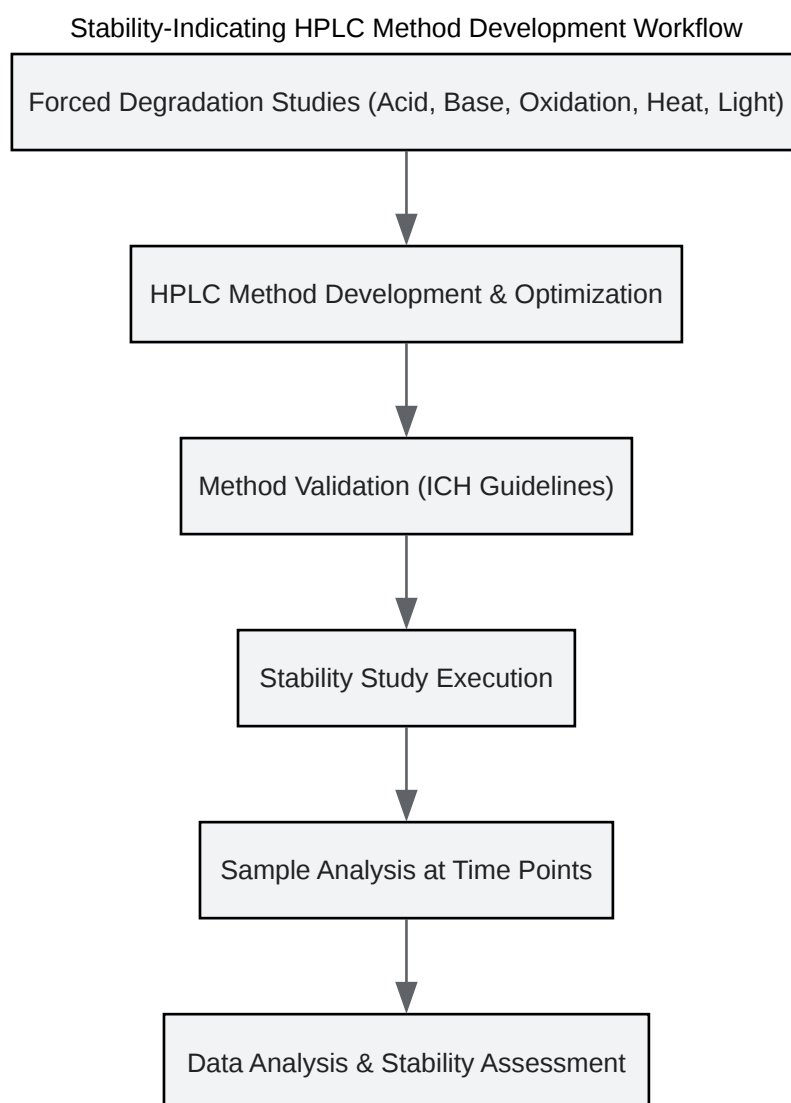 Stability-Indicating HPLC Method Development Workflow
Forced Degradation Studies (Acid, Base, Oxidation, Heat, Light)
HPLC Method Development & Optimization
Method Validation (ICH Guidelines)
Stability Study Execution
Sample Analysis at Time Points
Data Analysis & Stability Assessment